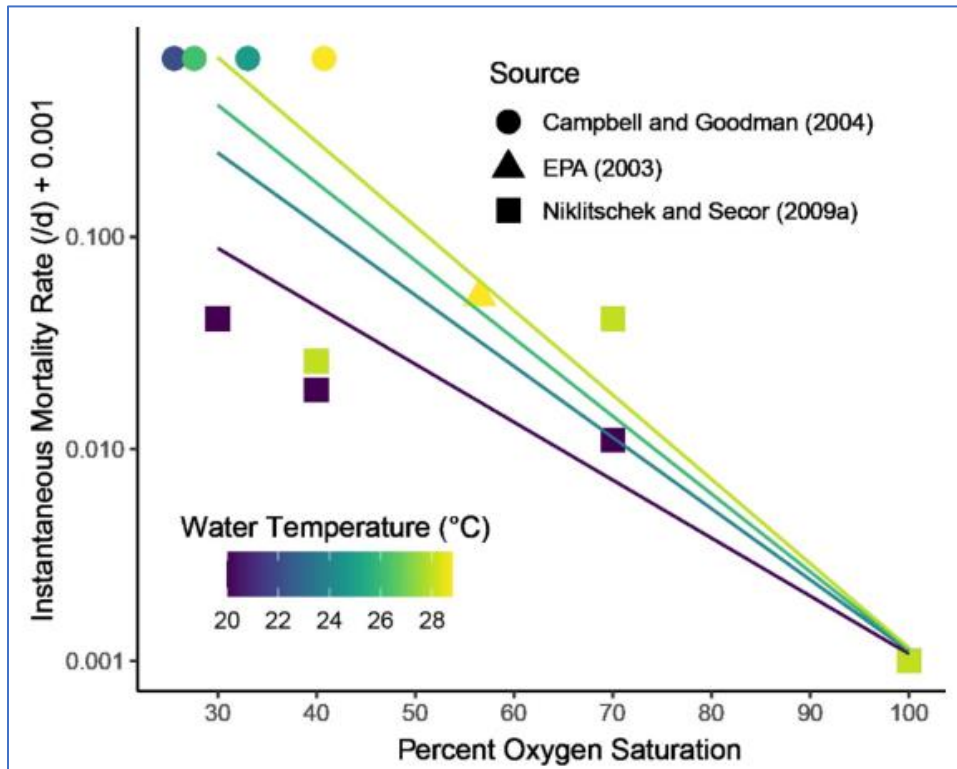 Source
Campbell and Goodman (2004)
EPA (2003)
Niklitschek and Secor (2009a)
Instantaneous Mortality Rate (/d) + 0.001
0.100
0.010
0.001
Water Temperature (°C)
20 22 24 26 28
30 40 50 60 70 80 90 100
Percent Oxygen Saturation